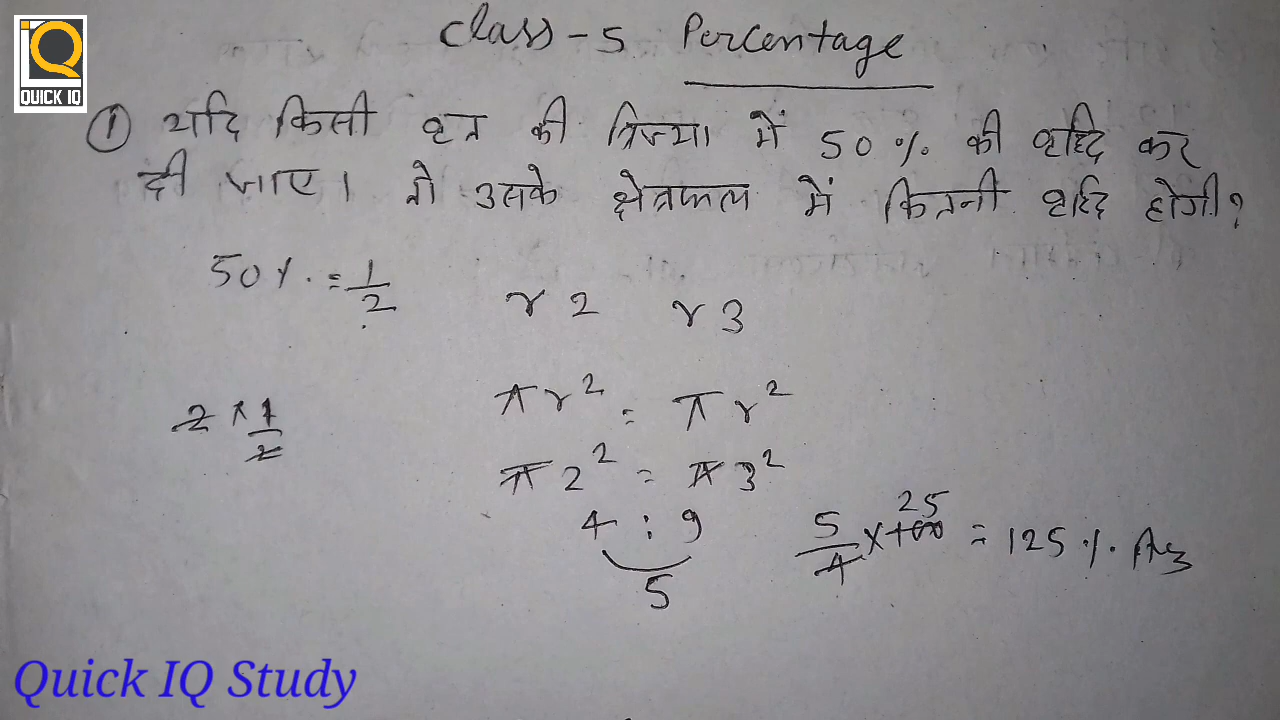 QUICK IQ
Class - 5 Percentage
① यदि किसी वृत्त की त्रिज्या में 50% की वृद्धि कर
दी जाए। तो उसके क्षेत्रफल में कितनी वृद्धि होगी?
50% = 1/2
r 2 r 3
2 × 1/2
πr² = πr²
π2² = π3²
4 : 9
5
5/4 × 100 25 = 125% Ans
Quick IQ Study